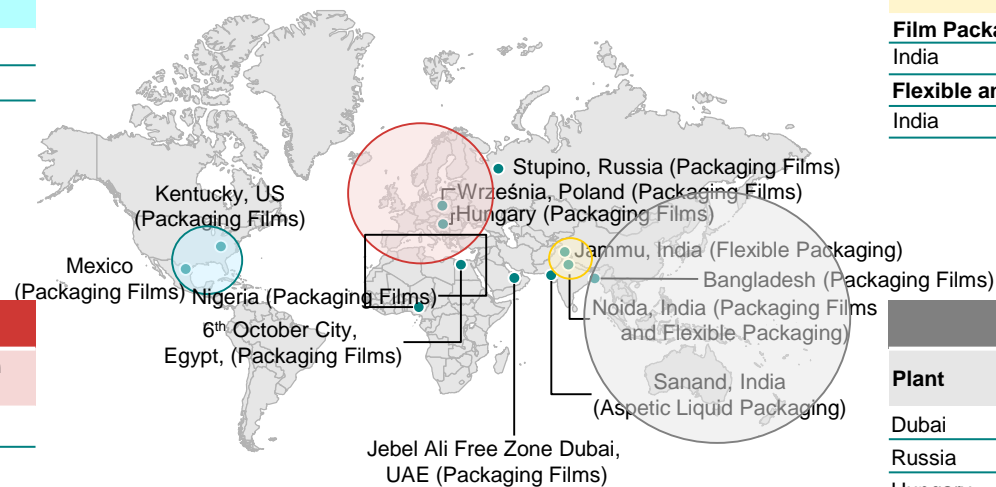 Film Packa
India
Flexible an
India
Stupino, Russia (Packaging Films)
Września, Poland (Packaging Films)
Hungary (Packaging Films)
Kentucky, US
(Packaging Films)
Jammu, India (Flexible Packaging)
Mexico
(Packaging Films)
Bangladesh (Packaging Films)
Nigeria (Packaging Films)
Noida, India (Packaging Films
and Flexible Packaging)
6th October City,
Egypt, (Packaging Films)
Sanand, India
(Aspetic Liquid Packaging)
Jebel Ali Free Zone Dubai,
UAE (Packaging Films)
Plant
Dubai
Russia
Hungary